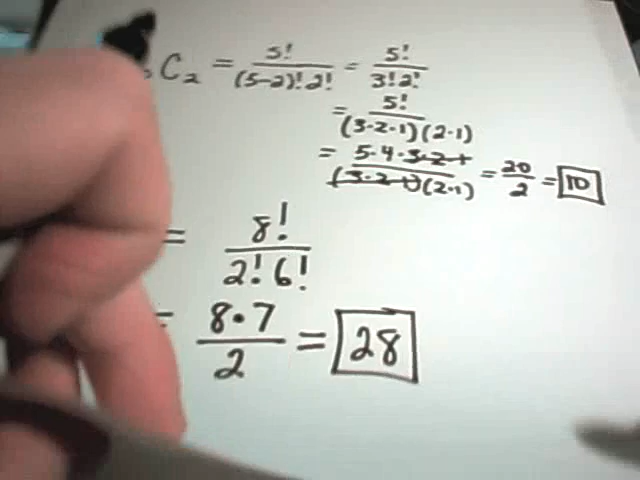 C₂ = 5!/(5-2)!2! = 5!/3!2!
= 5!/(3·2·1)(2·1)
= 5·4·3·2·1/(3·2·1)(2·1) = 20/2 = 10
= 8!/2!6!
= 8·7/2 = 28